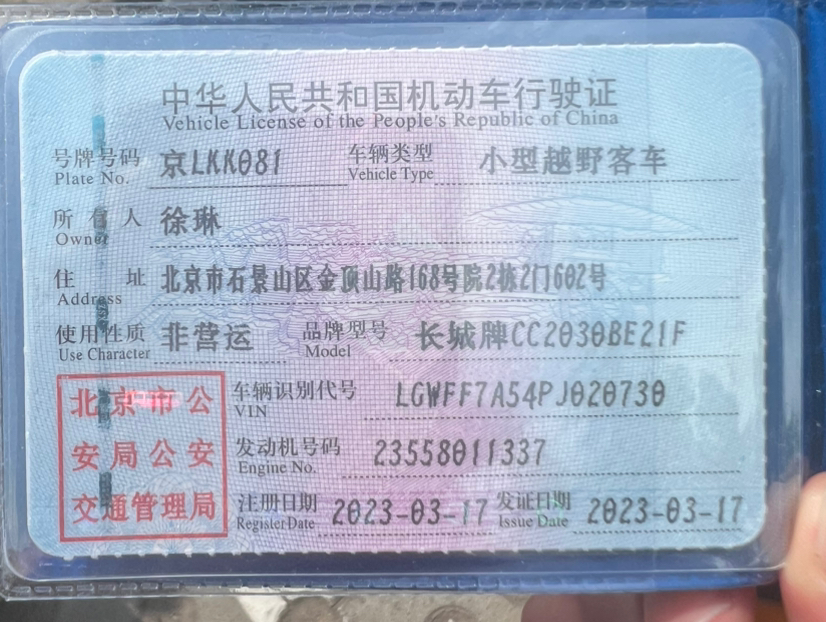 中华人民共和国机动车行驶证
Vehicle License of the People's Republic of China
号牌号码 京LKK081 车辆类型 小型越野客车
Plate No. Vehicle Type
所有人 徐琳
Owner
住址 北京市石景山区金顶山路168号院2栋2门602号
Address
使用性质 非营运 品牌型号 长城牌CC2030BE21F
Use Character Model
北京市公 车辆识别代号 LGWFF7A54PJ020730
VIN
安局公安 发动机号码 23558011337
Engine No.
交通管理局 注册日期 2023-03-17 发证日期 2023-03-17
Register Date Issue Date